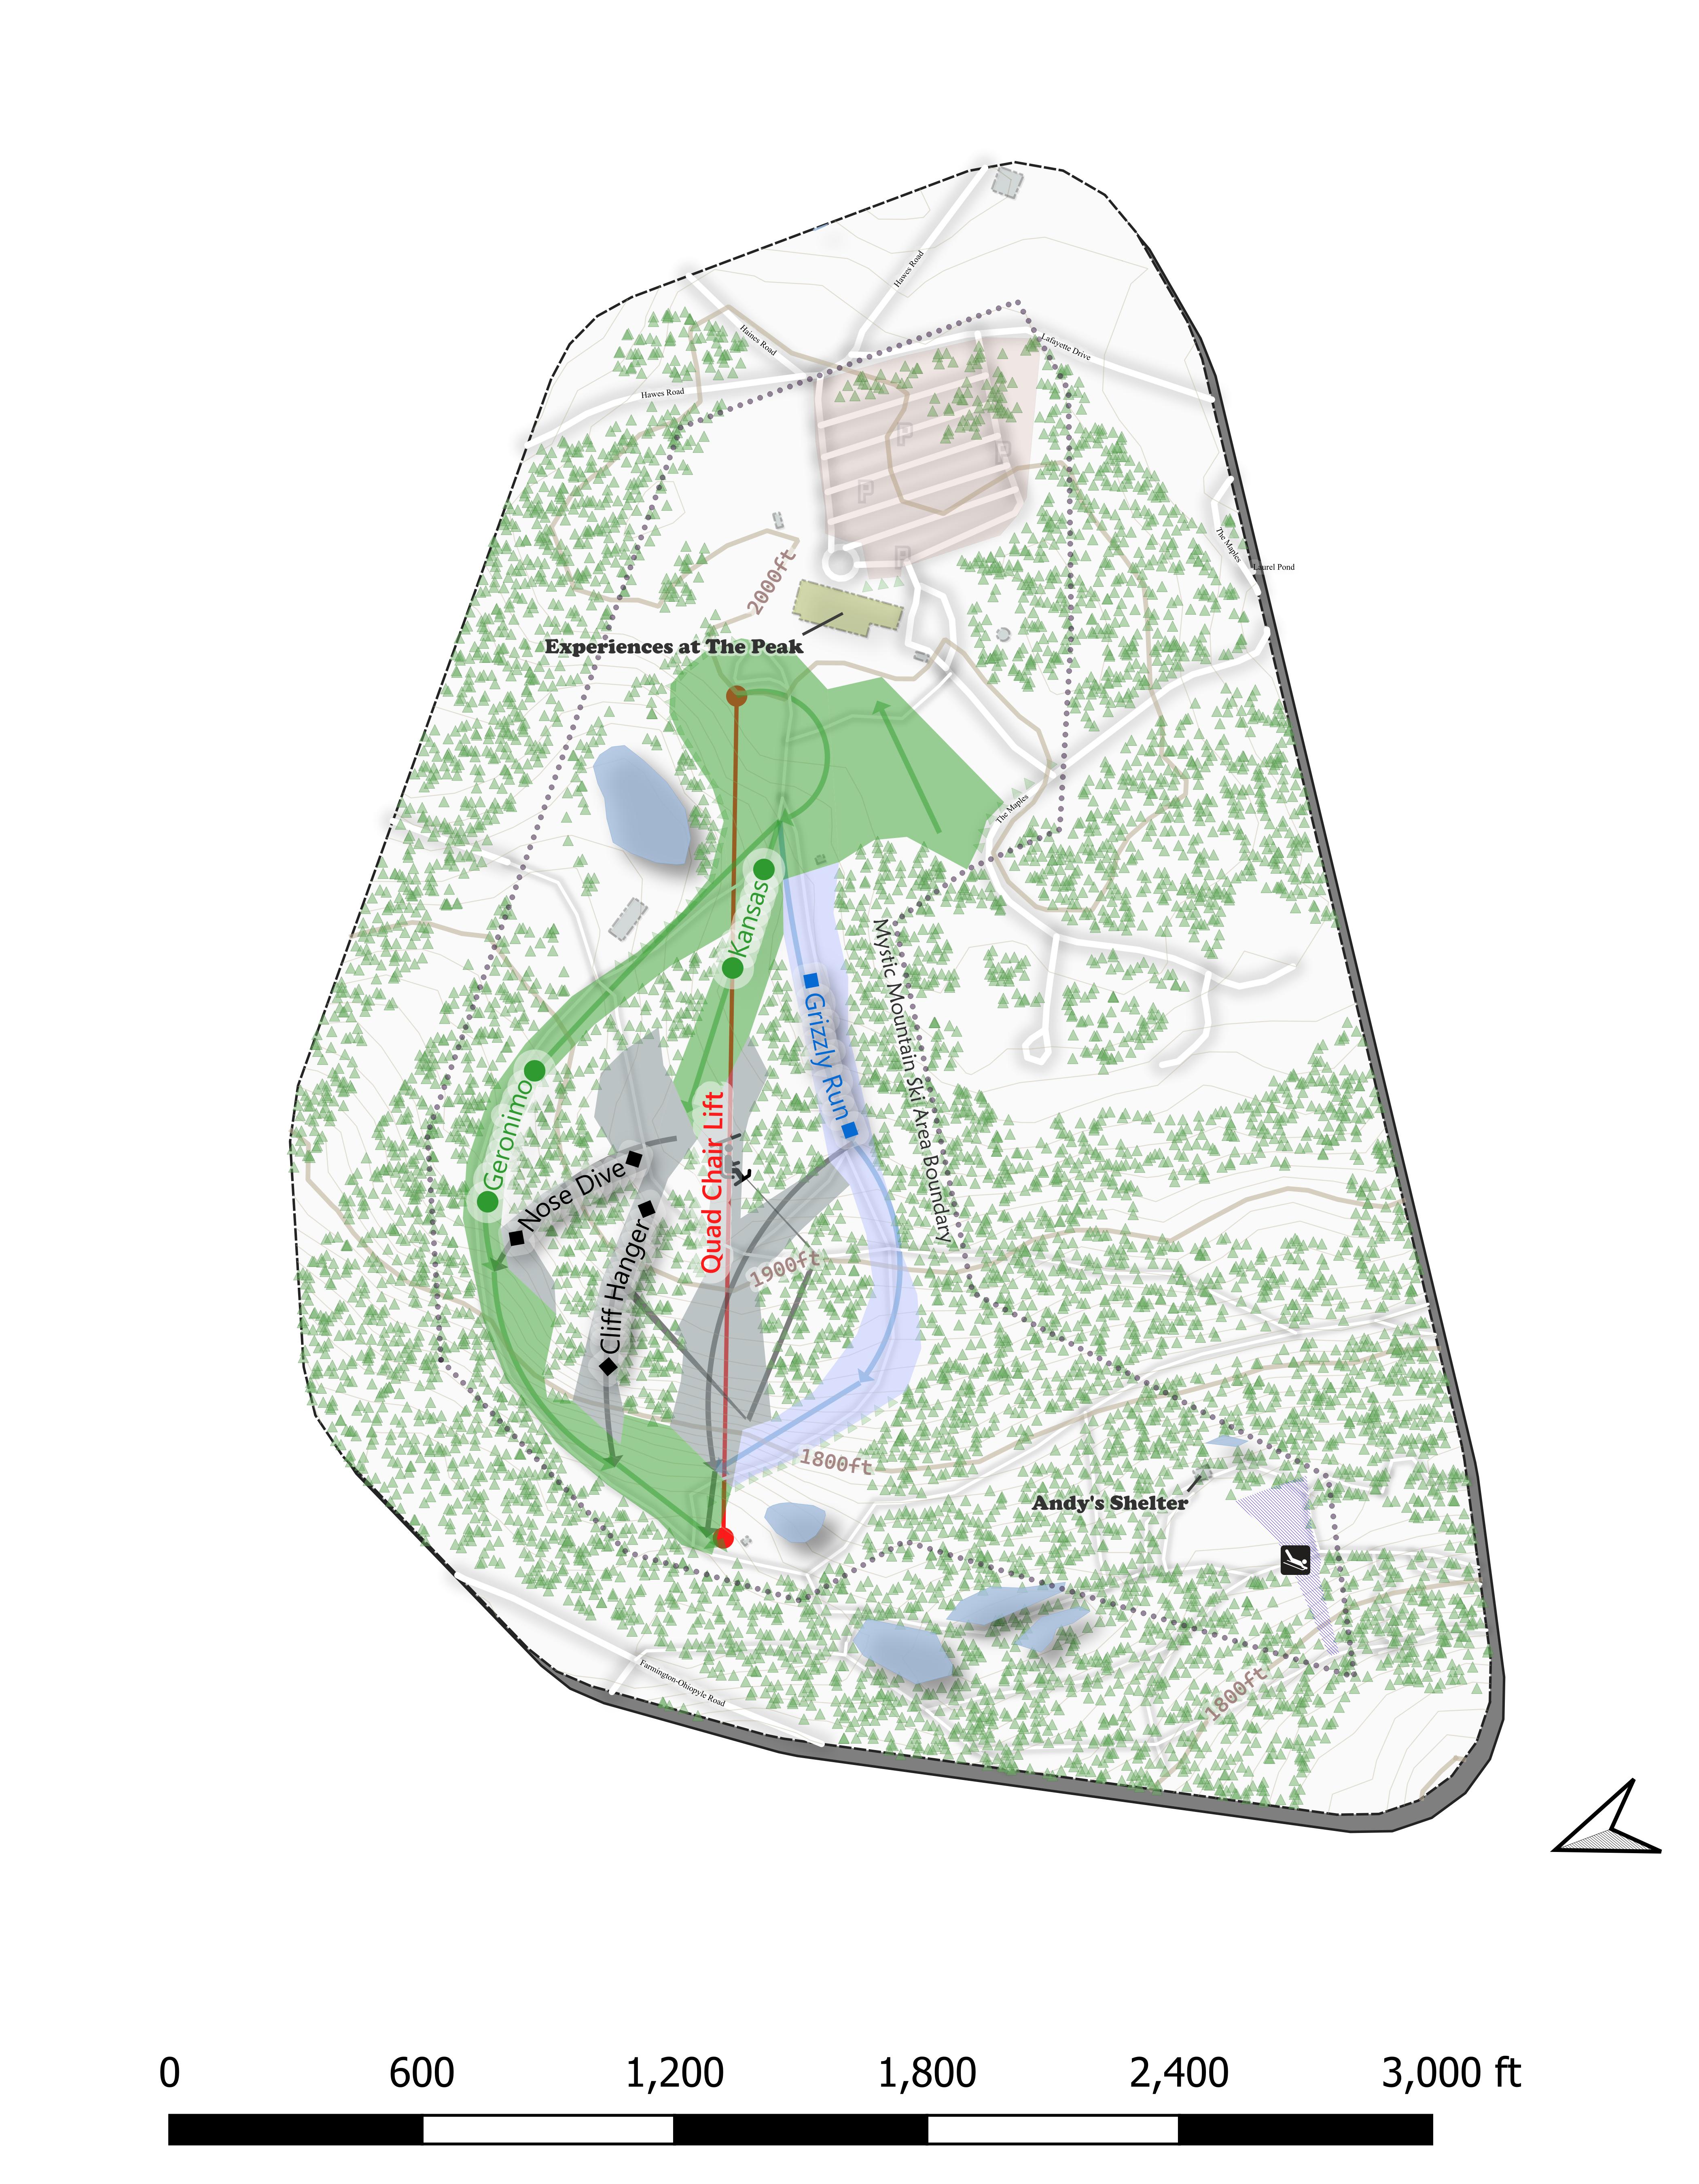 Hawes Road
Haines Road
Lafayette Drive
Hawes Road
P
P
P
P
The Maples
Laurel Pond
2000ft
Experiences at The Peak
The Maples
Kansas
Mystic Mountain Ski Area Boundary
Grizzly Run
Geronimo
Quad Chair Lift
Nose Dive
Cliff Hanger
1900ft
1800ft
Andy's Shelter
Farmington-Ohiopyle Road
1800ft
0 600 1,200 1,800 2,400 3,000 ft